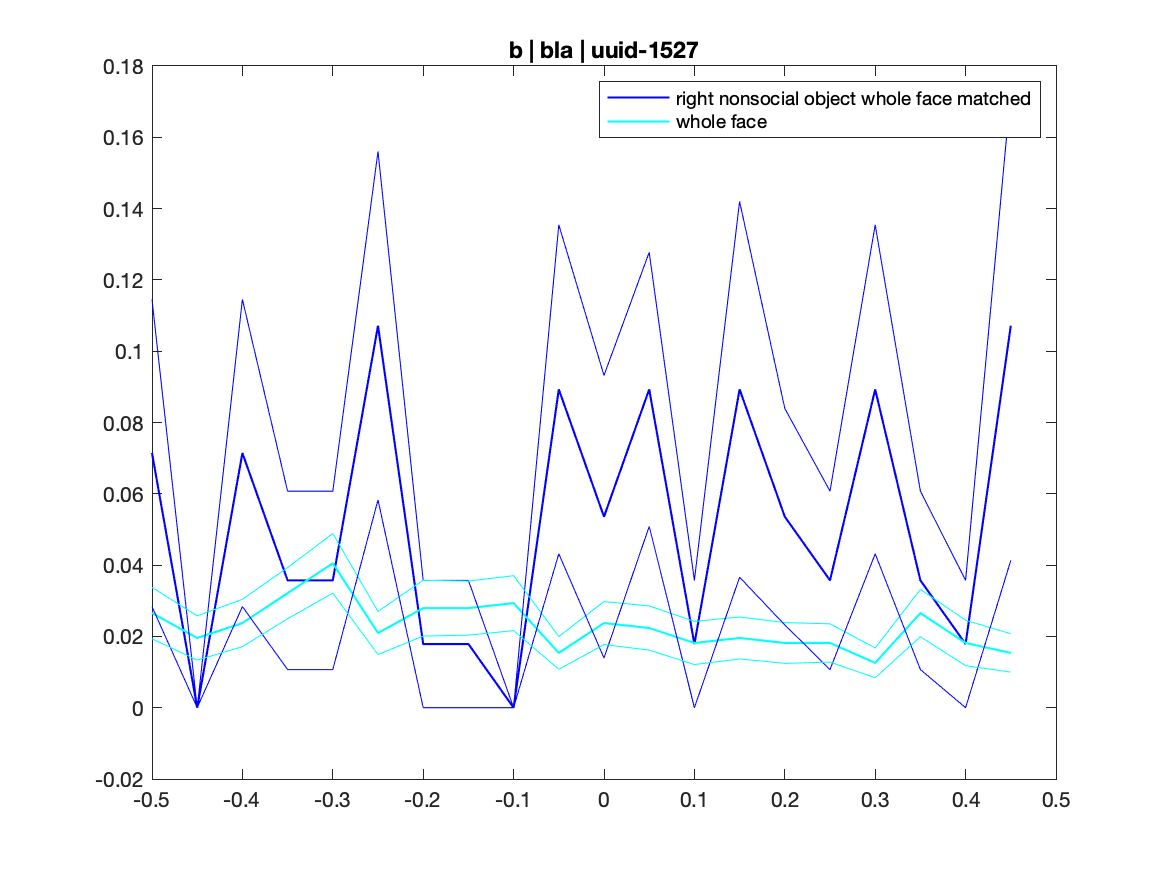 b | bla | uuid-1527
right nonsocial object whole face matched
whole face
0.18
0.16
0.14
0.12
0.1
0.08
0.06
0.04
0.02
0
-0.02
-0.5 -0.4 -0.3 -0.2 -0.1 0 0.1 0.2 0.3 0.4 0.5